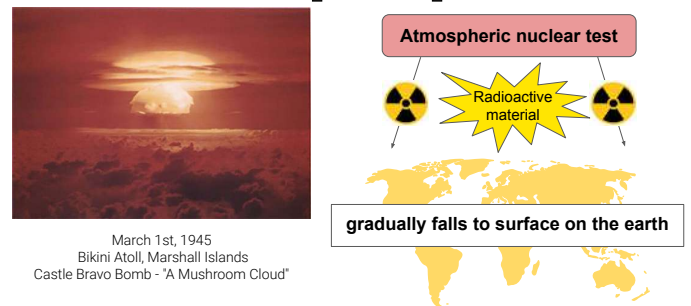 Atmospheric nuclear test
Radioactive
material
gradually falls to surface on the earth
March 1st, 1945
Bikini Atoll, Marshall Islands
Castle Bravo Bomb - "A Mushroom Cloud"